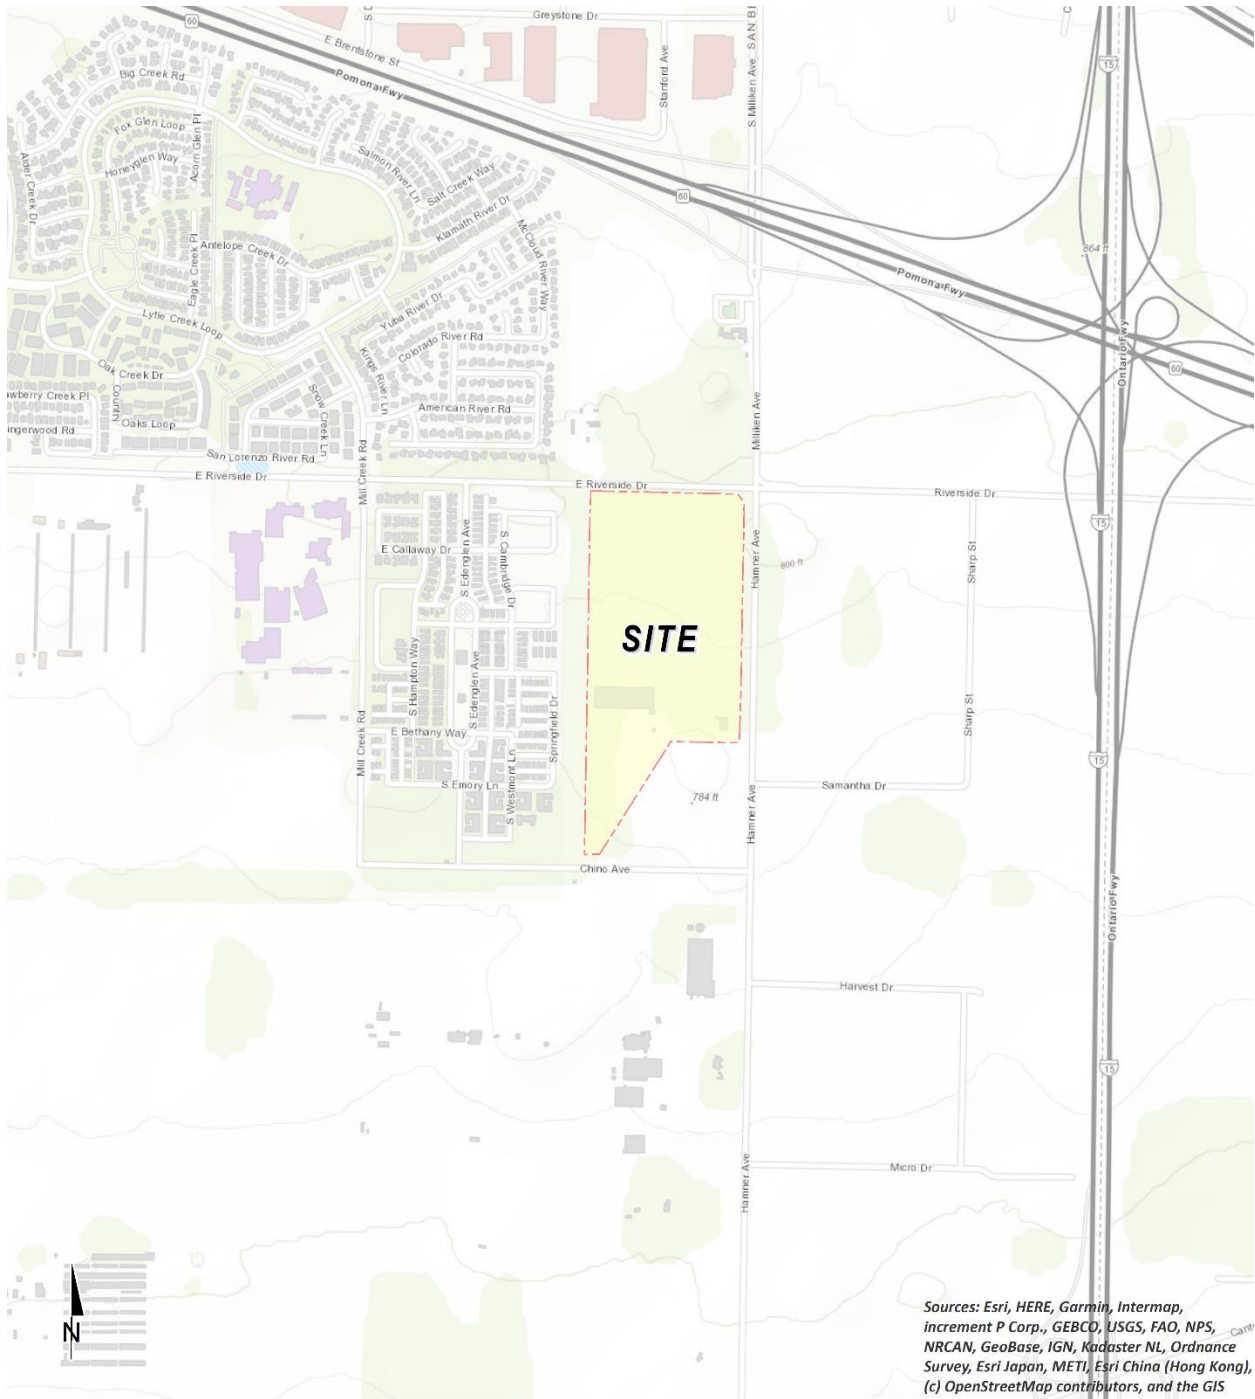 Greystone Dr
60
E Brentstone St
Pomona Fwy
Stanford Ave
S Milliken Ave
15
Big Creek Rd
Fox Glen Loop
Acorn Glen Pl
Honeyglen Way
Alder Creek Dr
Salmon River Ln
Salt Creek Way
Klamath River Dr
McCloud River Way
60
Antelope Creek Dr
Eagle Creek Pl
864 ft
Pomona Fwy
Yuba River Dr
Lytle Creek Loop
Colorado River Rd
Kings River Ln
Oak Creek Dr
Ontario Fwy
60
Snow Creek Ln
American River Rd
Oaks Loop
Milliken Ave
San Lorenzo River Rd
Mill Creek Rd
E Riverside Dr
E Riverside Dr
Riverside Dr
15
S Edenglen Ave
S Cambridge Dr
E Callaway Dr
Hamner Ave
800 ft
Sharp St
SITE
S Hampton Way
S Edenglen Ave
Mill Creek Rd
E Bethany Way
Springfield Dr
Sharp St
15
S Emory Ln
S Westmont Ln
784 ft
Hamner Ave
Samantha Dr
Chino Ave
Ontario Fwy
Harvest Dr
15
Micro Dr
Hamner Ave
N
Sources: Esri, HERE, Garmin, Intermap,
increment P Corp., GEBCO, USGS, FAO, NPS,
NRCAN, GeoBase, IGN, Kadaster NL, Ordnance
Survey, Esri Japan, METI, Esri China (Hong Kong),
(c) OpenStreetMap contributors, and the GIS